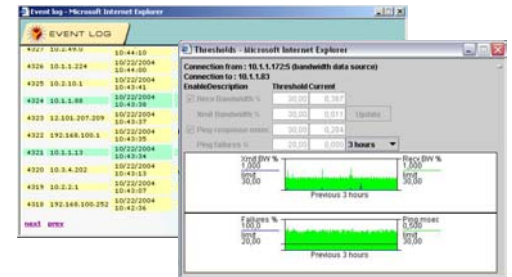 Event log - Microsoft Internet Explorer
EVENT LOG
4327 10.2.49.0 10:44:10
4326 10.1.1.224 10/22/2004 10:44:00
4325 10.2.10.1 10/22/2004 10:43:41
4324 10.1.1.88 10/22/2004 10:43:38
4323 12.101.207.209 10/22/2004 10:43:37
4322 192.168.100.1 10/22/2004 10:43:35
4321 10.1.1.13 10/22/2004 10:43:34
4320 10.3.4.202 10/22/2004 10:43:13
4319 10.2.2.1 10/22/2004 10:43:07
4318 192.168.100.252 10/22/2004 10:42:36
next prev
Thresholds - Microsoft Internet Explorer
Connection from : 10.1.1.172:5 (bandwidth data source)
Connection to : 10.1.1.83
EnableDescription Threshold Current
Recv Bandwidth % 30,00 0,367
Xmit Bandwidth % 30,00 0,011 Update
Ping response msec 30,00 0,204
Ping failures % 20,00 0,000 3 hours
Xmd BW % Recv BW %
1,000 1,000
limit limit
30,00 30,00
Previous 3 hours
Failures % Ping msec
100,0 0,500
limit limit
20,00 30,00
Previous 3 hours